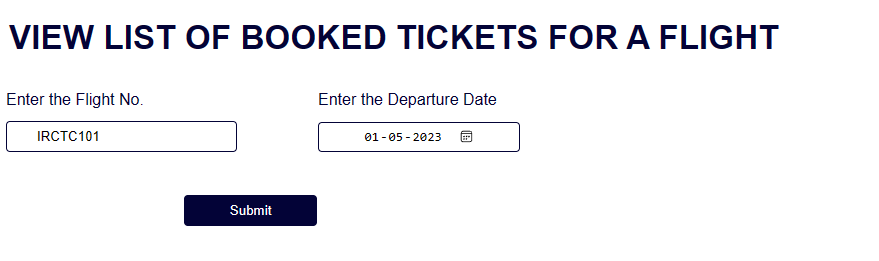 VIEW LIST OF BOOKED TICKETS FOR A FLIGHT
Enter the Flight No.
Enter the Departure Date
IRCTC101
01-05-2023
Submit